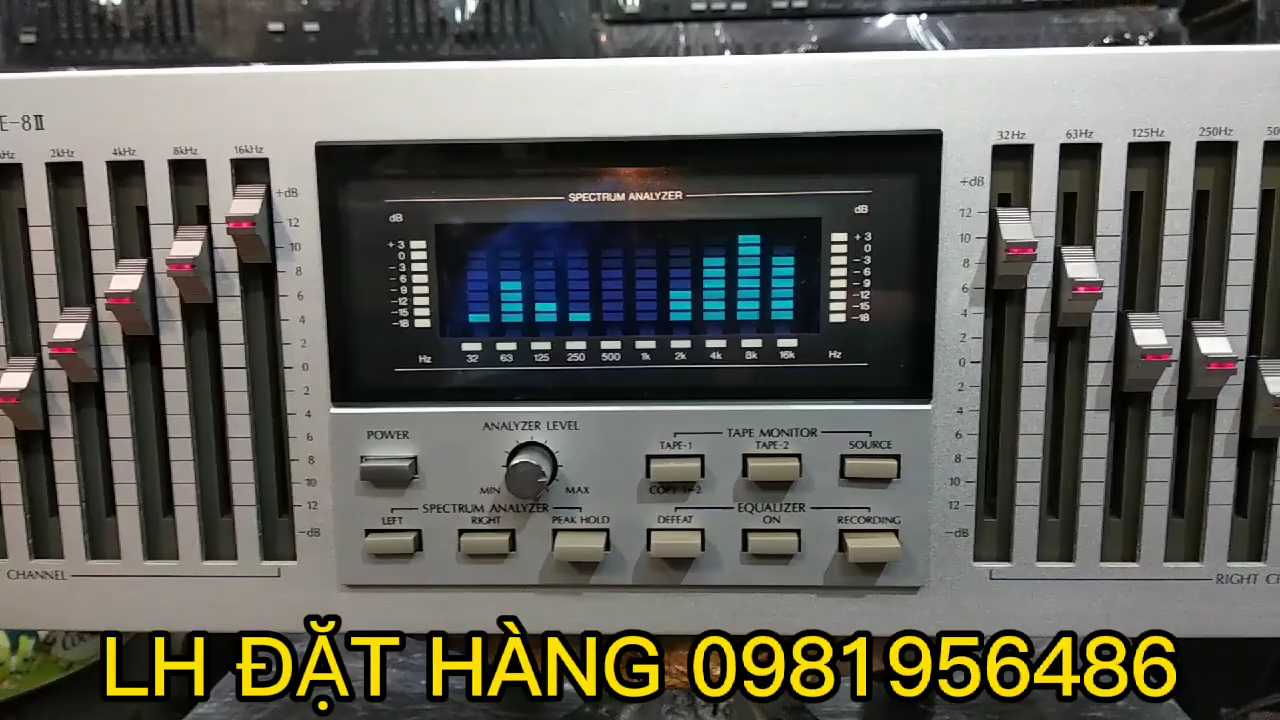 E-8II
kHz 2kHz 4kHz 8kHz 16kHz
+dB
12
10
8
6
4
2
0
2
4
6
8
10
12
-dB
CHANNEL
SPECTRUM ANALYZER
dB
+3
0
-3
-6
-9
-12
-15
-18
dB
+3
0
-3
-6
-9
-12
-15
-18
Hz 32 63 125 250 500 1k 2k 4k 8k 16k Hz
POWER
ANALYZER LEVEL
MIN MAX
TAPE MONITOR
TAPE-1 TAPE-2 SOURCE
COPY 1-2
SPECTRUM ANALYZER
LEFT RIGHT PEAK HOLD
EQUALIZER
DEFEAT ON RECORDING
32Hz 63Hz 125Hz 250Hz
+dB
12
10
8
6
4
2
0
2
4
6
8
10
12
-dB
RIGHT
LH ĐẶT HÀNG 0981956486